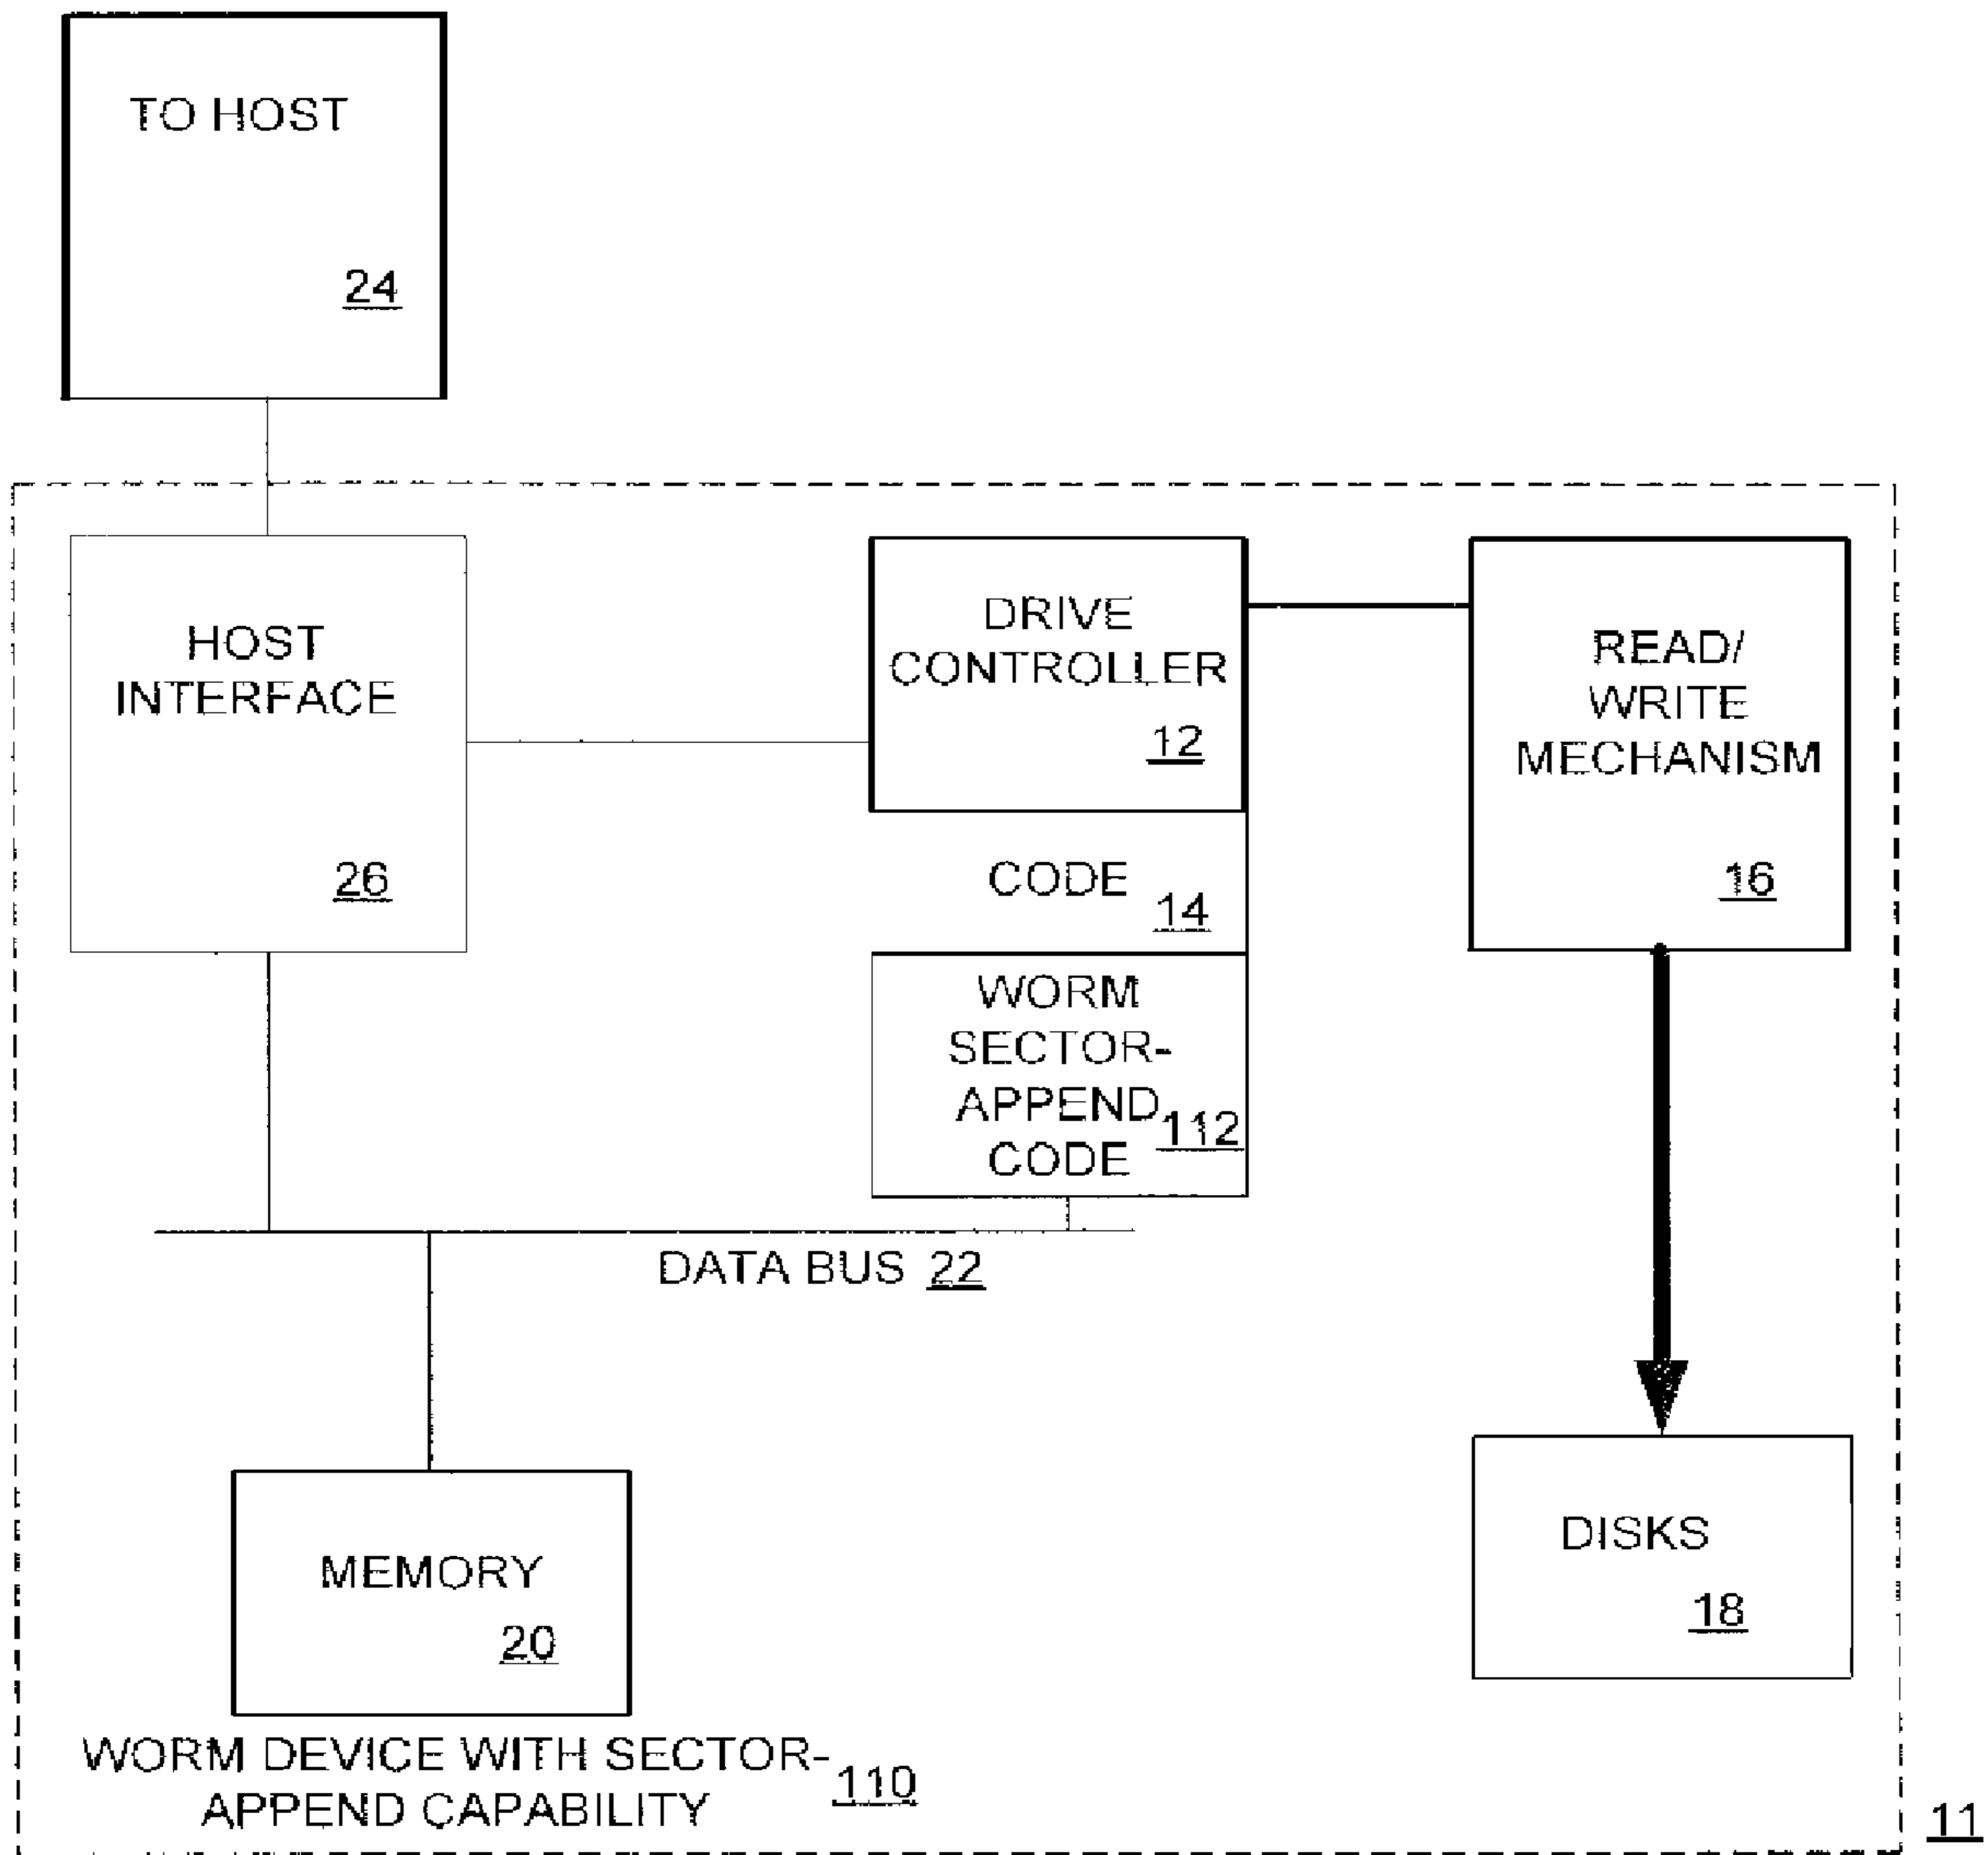 TO HOST
24
HOST
INTERFACE
26
DRIVE
CONTROLLER
12
CODE
14
WORM
SECTOR-
APPEND
CODE
112
READ/
WRITE
MECHANISM
16
DATA BUS 22
MEMORY
20
DISKS
18
WORM DEVICE WITH SECTOR-
APPEND CAPABILITY
110
11